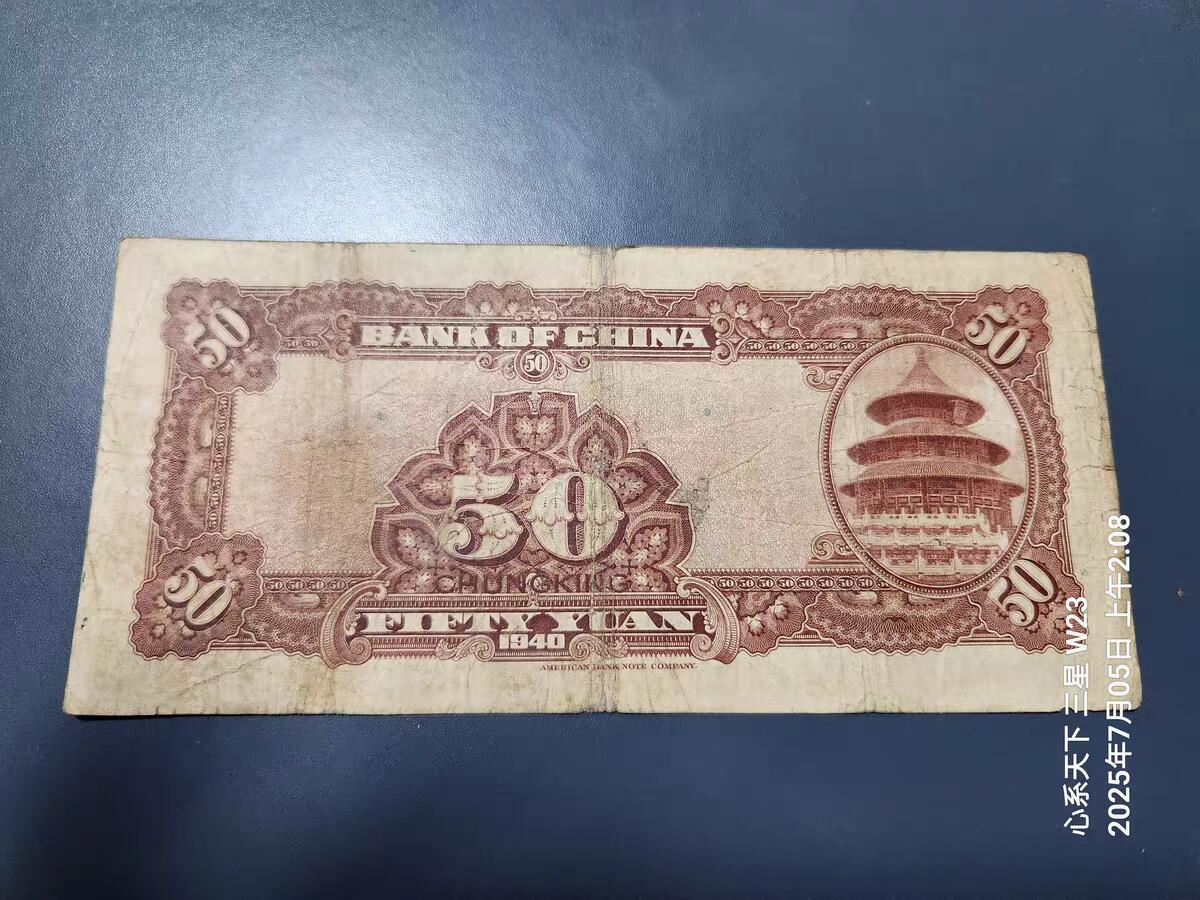 50
50
BANK OF CHINA
50
50
CHUNGKING
50
50
FIFTY YUAN
1940
AMERICAN BANK NOTE COMPANY.
心系天下 三星 W23
2025年7月05日 上午2:08